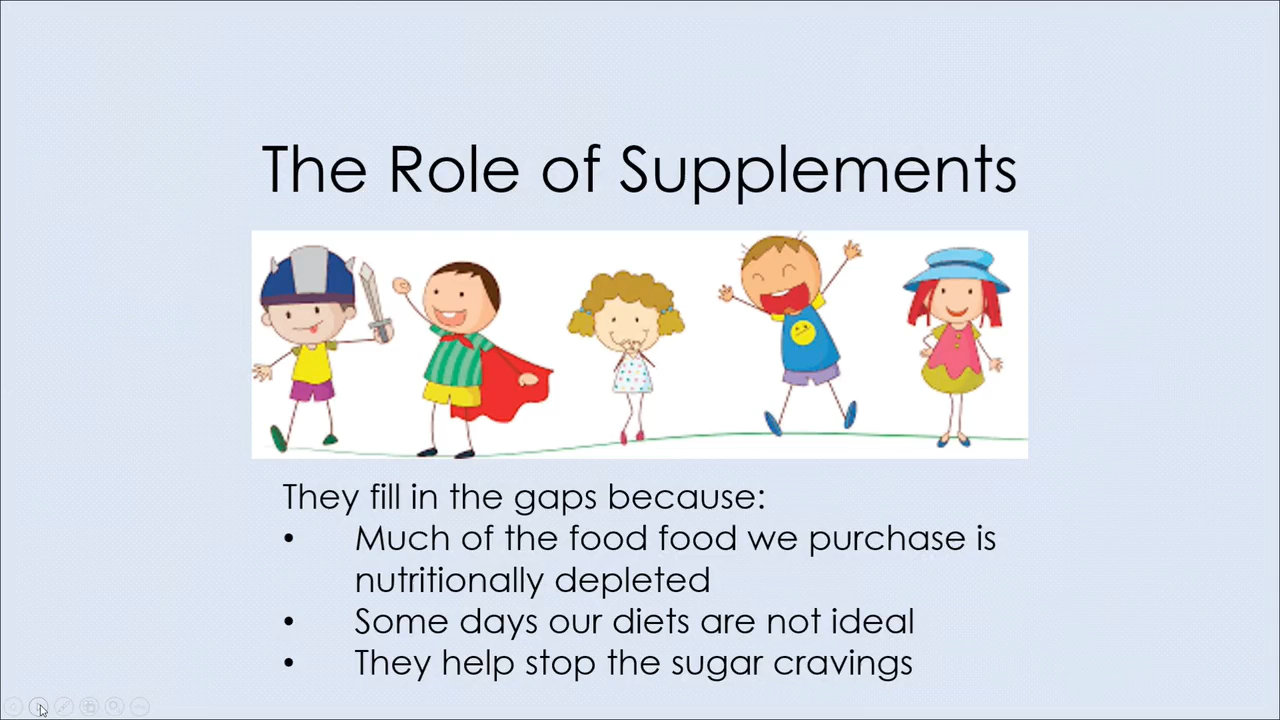 The Role of Supplements
They fill in the gaps because:
• Much of the food food we purchase is
nutritionally depleted
• Some days our diets are not ideal
• They help stop the sugar cravings